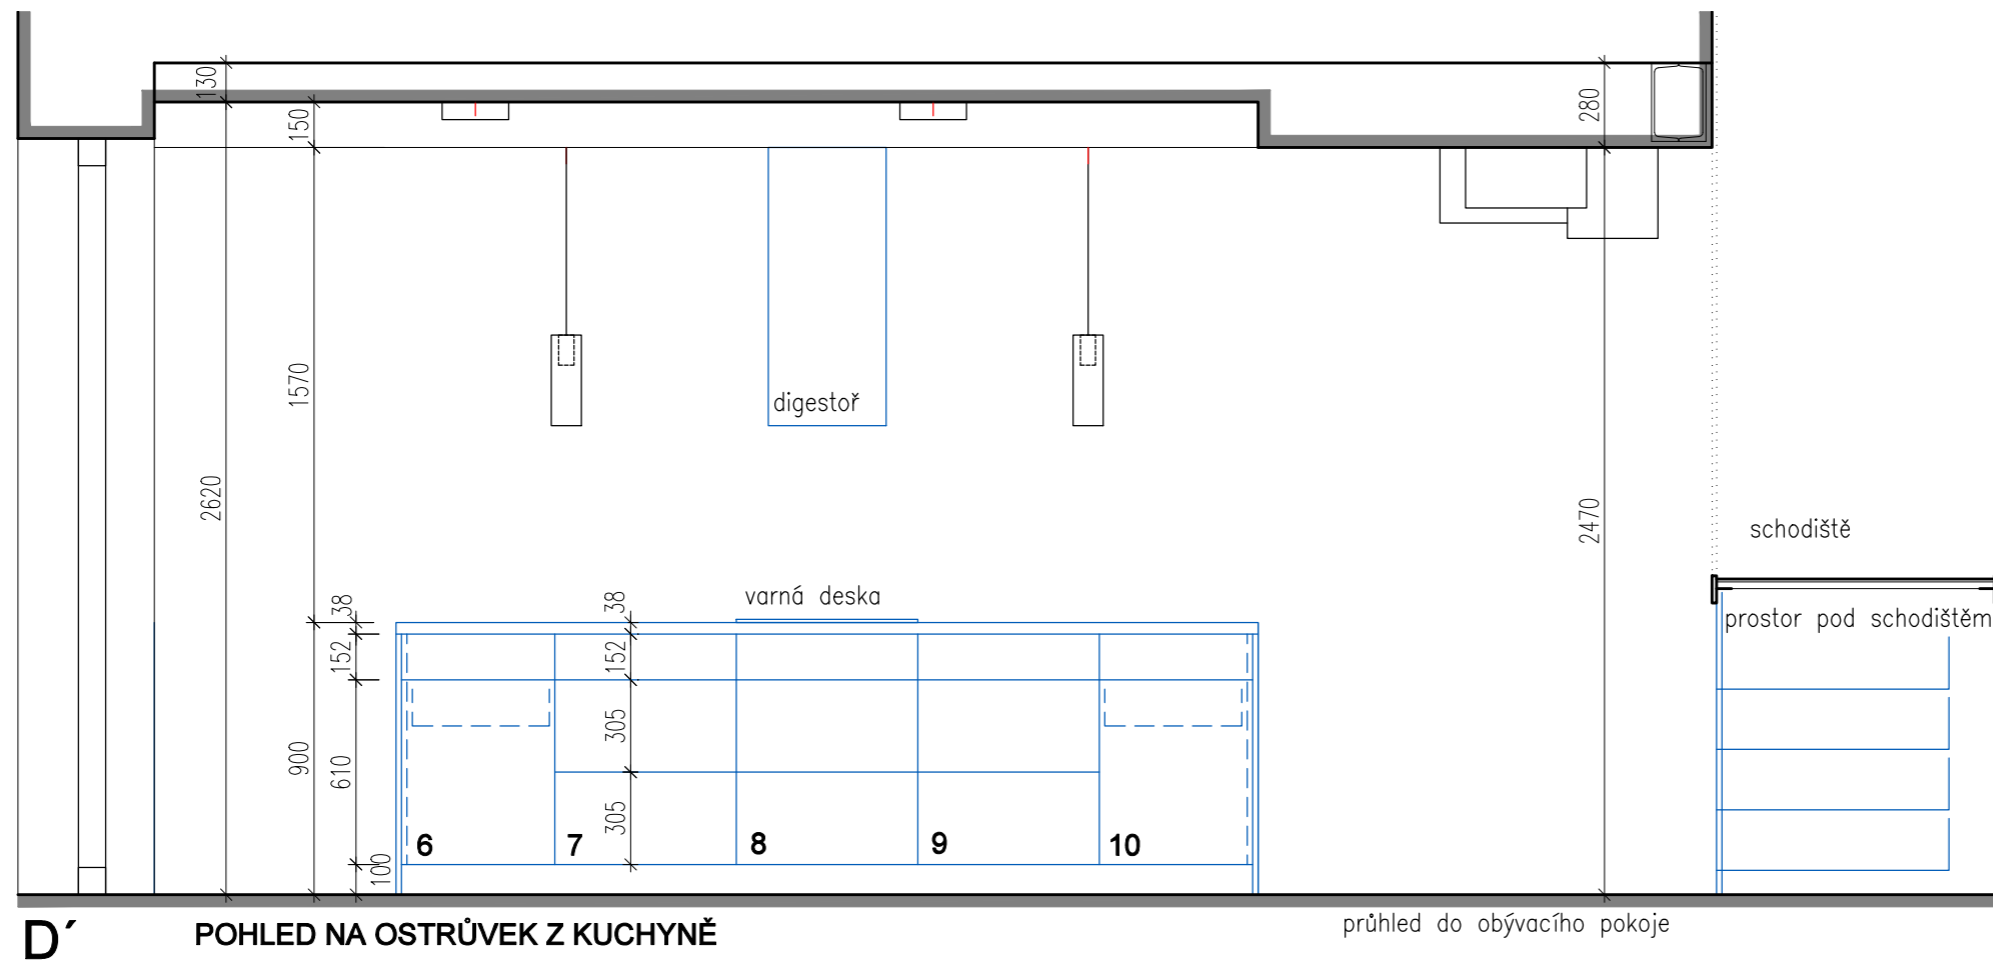 130
150
280
1570
digestoř
2620
2470
schodiště
varná deska
38
38
prostor pod schodištěm
152
152
305
900
610
305
100
6
7
8
9
10
průhled do obývacího pokoje
D´
POHLED NA OSTRŮVEK Z KUCHYNĚ